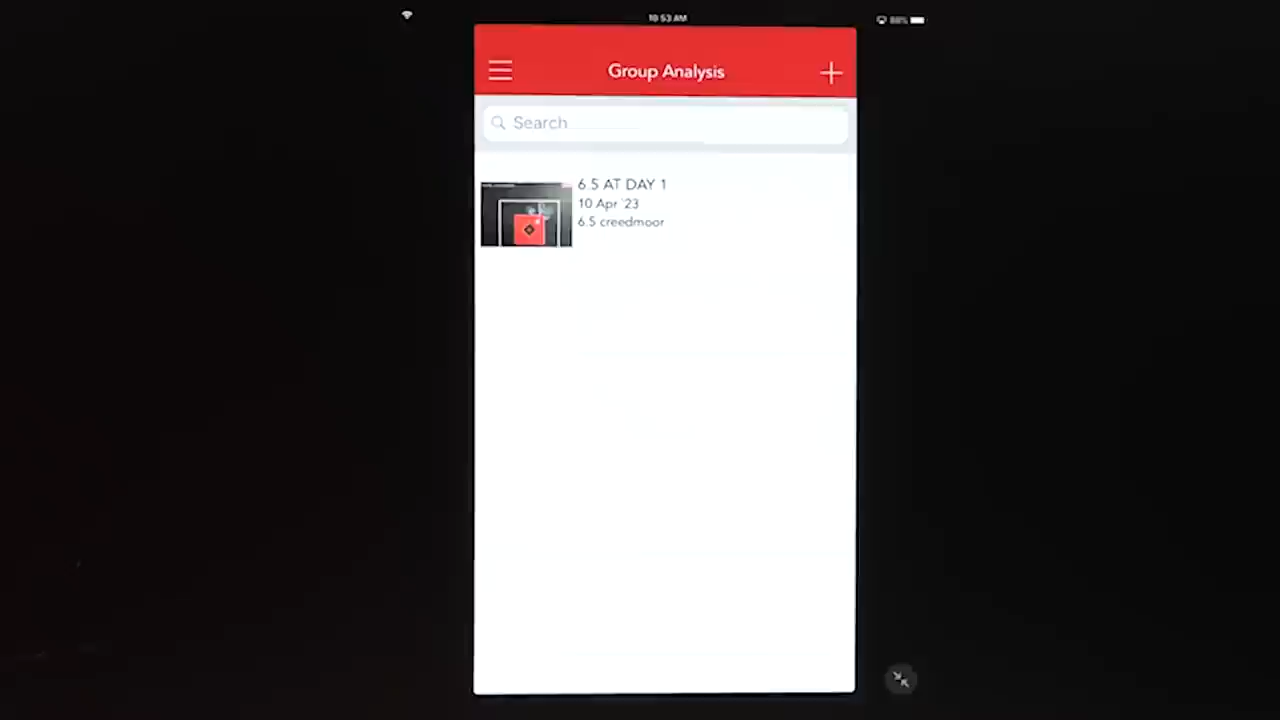 10:53 AM
Group Analysis
Search
6.5 AT DAY 1
10 Apr '23
6.5 creedmoor